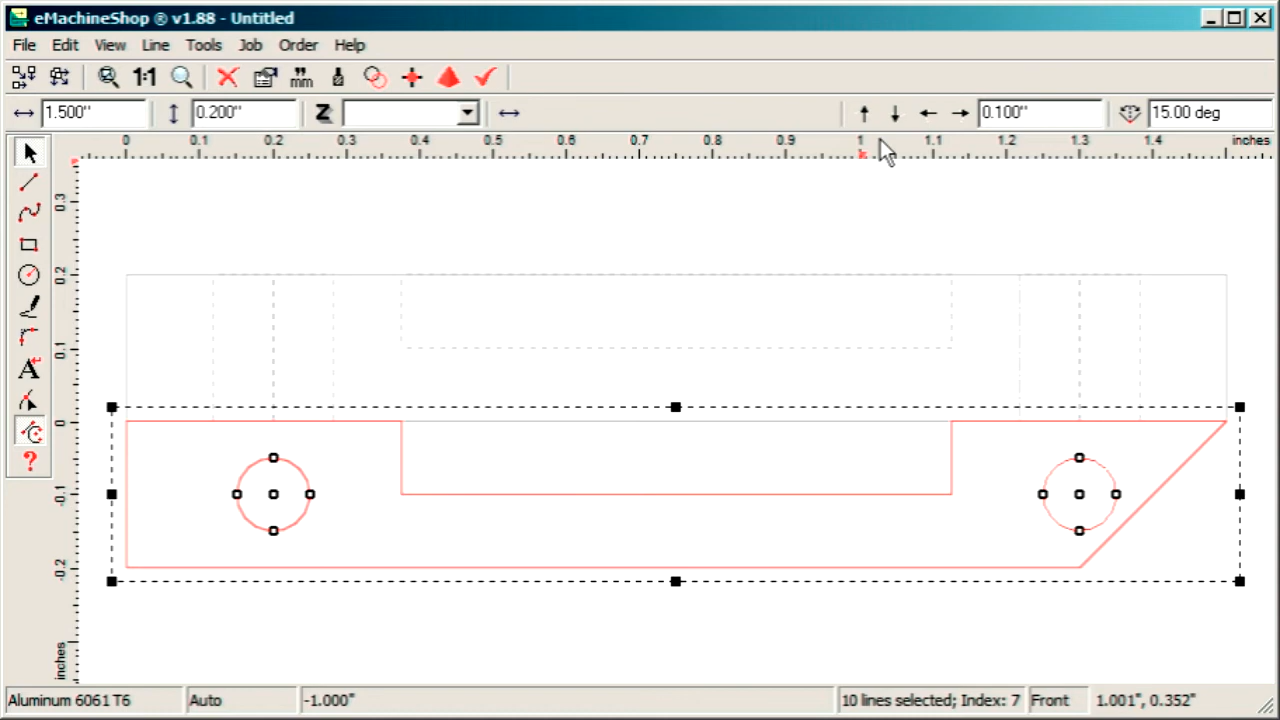 eMachineShop ® v1.88 - Untitled
File Edit View Line Tools Job Order Help
1:1 mm
1.500" 0.200" Z 0.100" 15.00 deg
0 0.1 0.2 0.3 0.4 0.5 0.6 0.7 0.8 0.9 1 1.1 1.2 1.3 1.4 inches
0.3
0.2
0.1
0
-0.1
-0.2
inches
A
?
Aluminum 6061 T6 Auto -1.000" 10 lines selected; Index: 7 Front 1.001", 0.352"